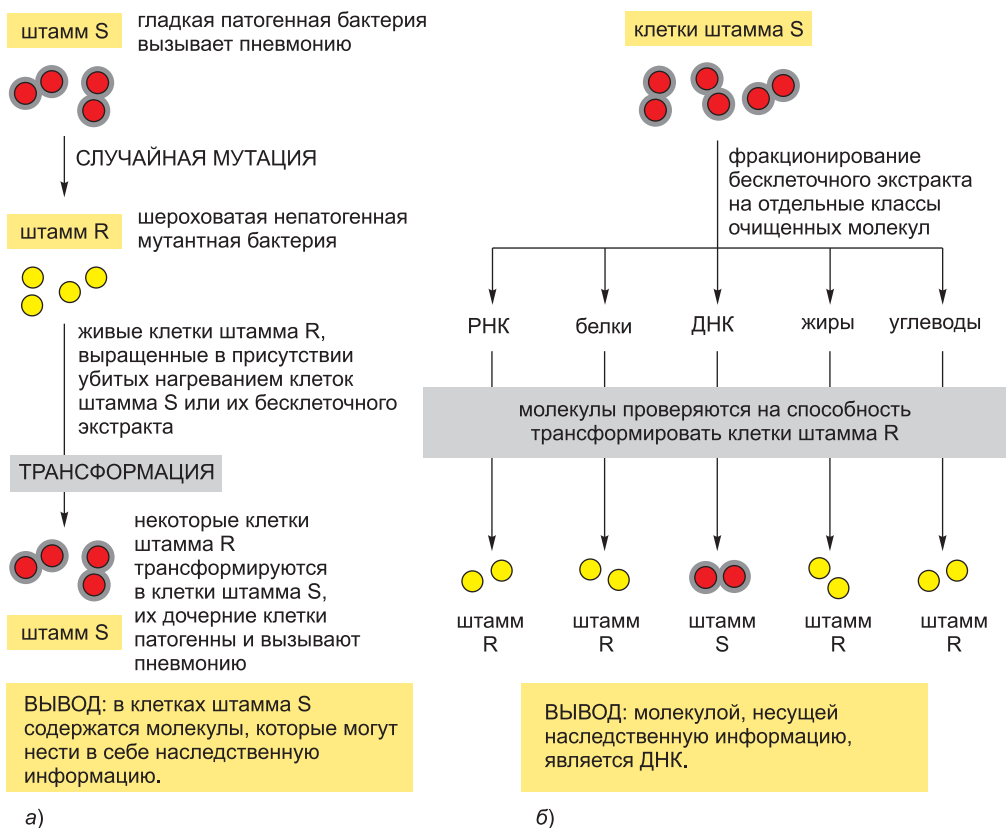 штамм S
гладкая патогенная бактерия
вызывает пневмонию
СЛУЧАЙНАЯ МУТАЦИЯ
штамм R
шероховатая непатогенная
мутантная бактерия
живые клетки штамма R,
выращенные в присутствии
убитых нагреванием клеток
штамма S или их бесклеточного
экстракта
ТРАНСФОРМАЦИЯ
некоторые клетки
штамма R
трансформируются
в клетки штамма S,
их дочерние клетки
патогенны и вызывают
пневмонию
штамм S
ВЫВОД: в клетках штамма S
содержатся молекулы, которые могут
нести в себе наследственную
информацию.
а)
клетки штамма S
фракционирование
бесклеточного экстракта
на отдельные классы
очищенных молекул
РНК белки ДНК жиры углеводы
молекулы проверяются на способность
трансформировать клетки штамма R
штамм штамм штамм штамм штамм
R R S R R
ВЫВОД: молекулой, несущей
наследственную информацию,
является ДНК.
б)